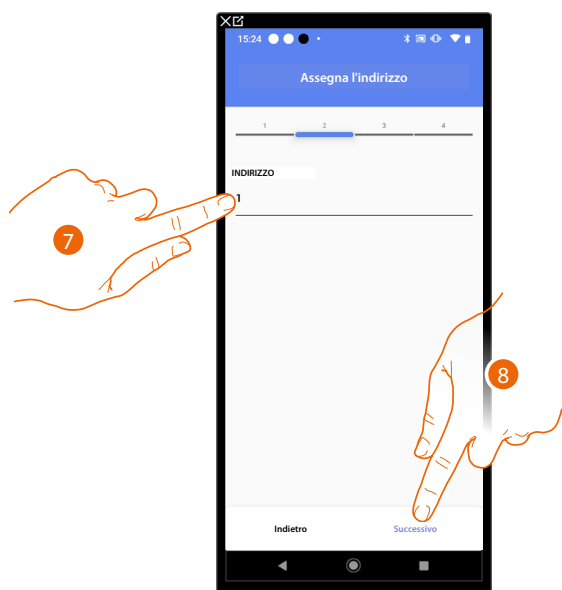 15:24
Assegna l'indirizzo
1 2 3 4
INDIRIZZO
1
7
8
Indietro Successivo